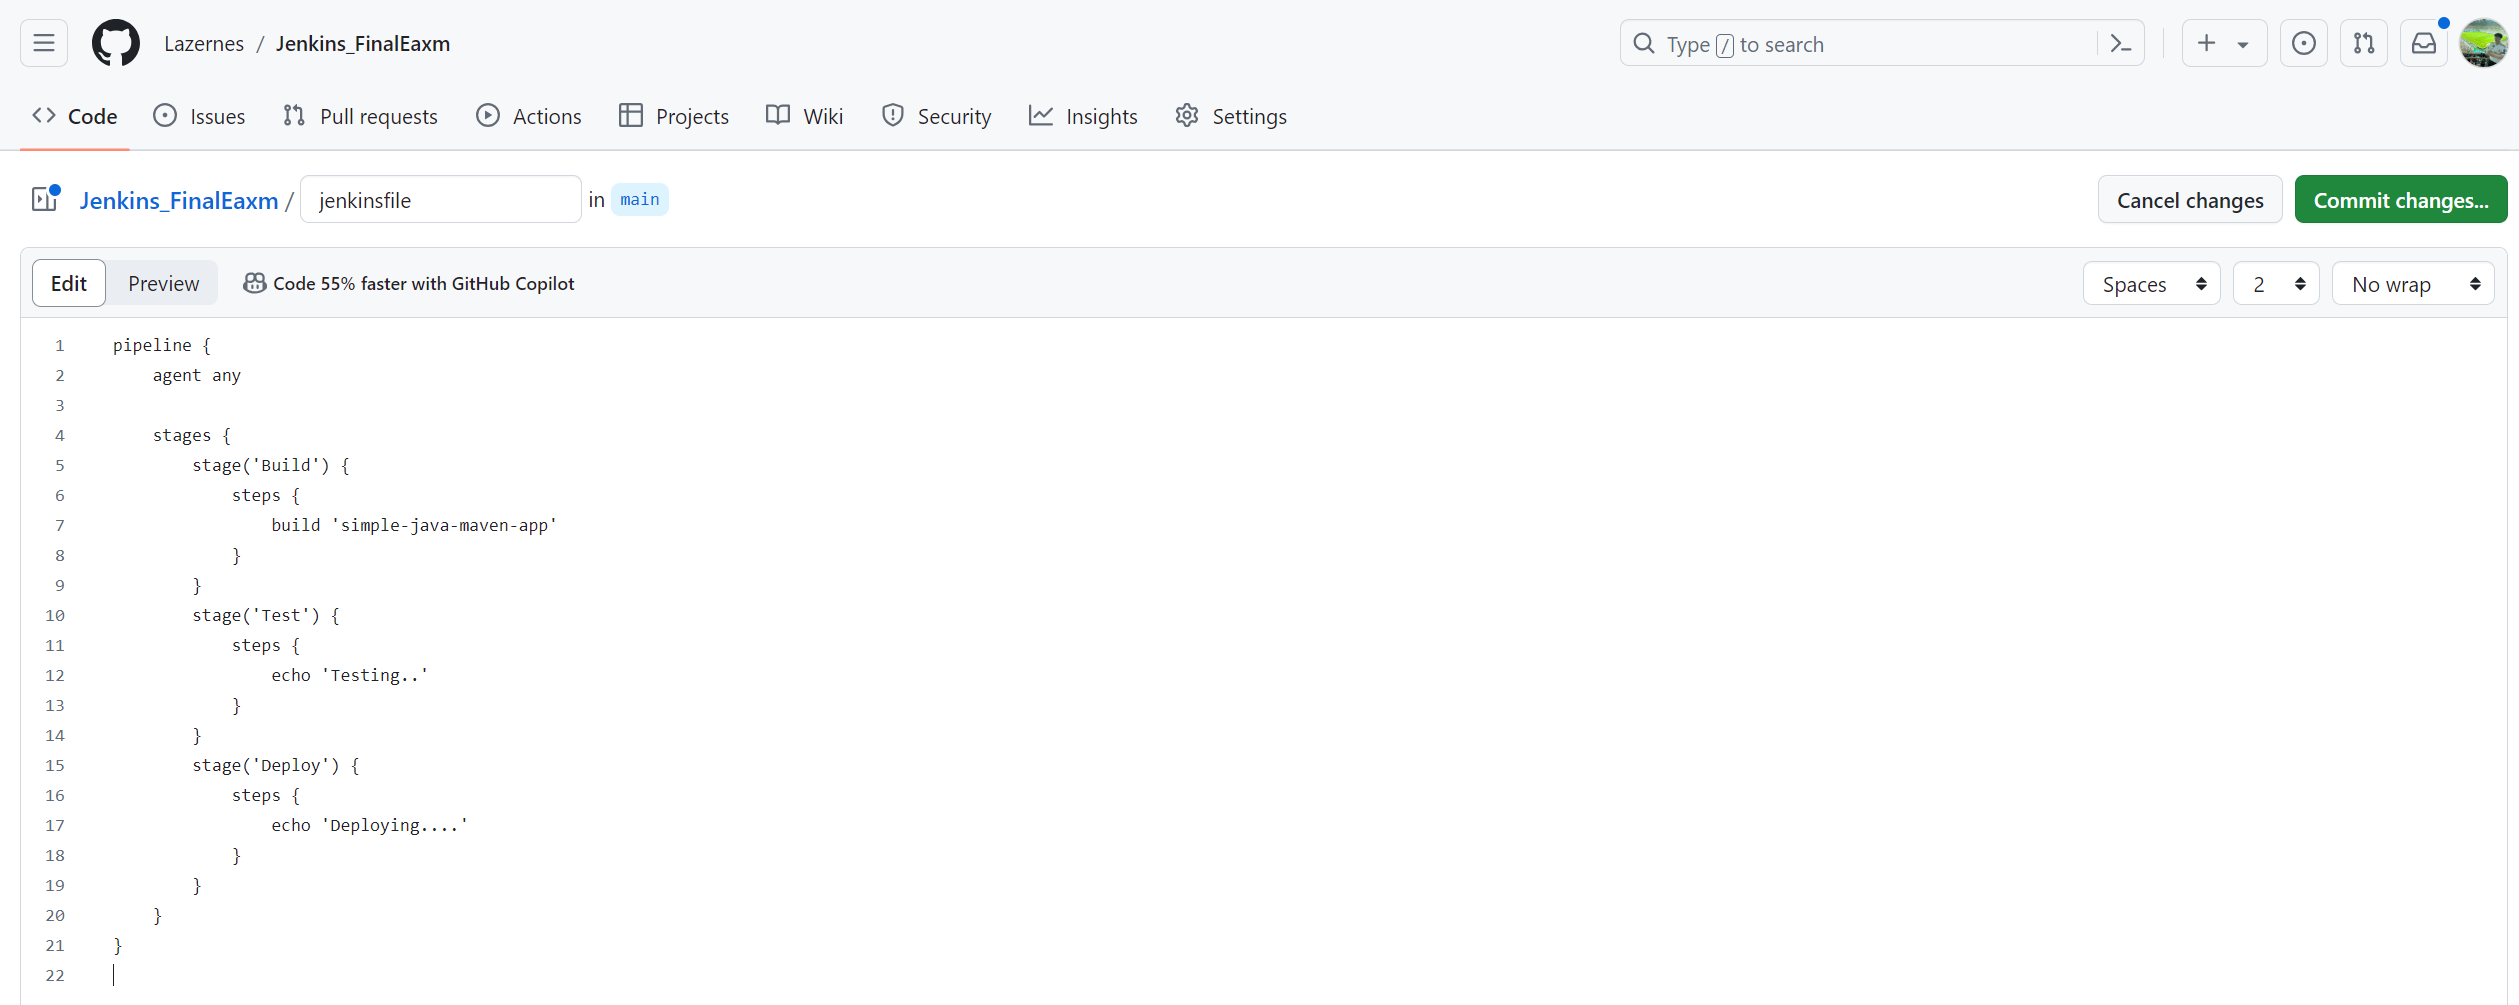 Lazernes / Jenkins_FinalEaxm
Type / to search
Code Issues Pull requests Actions Projects Wiki Security Insights Settings
Jenkins_FinalEaxm / jenkinsfile in main
Cancel changes Commit changes...
Edit Preview Code 55% faster with GitHub Copilot
Spaces 2 No wrap
1 pipeline {
2     agent any
3
4     stages {
5         stage('Build') {
6             steps {
7                 build 'simple-java-maven-app'
8             }
9         }
10         stage('Test') {
11             steps {
12                 echo 'Testing..'
13             }
14         }
15         stage('Deploy') {
16             steps {
17                 echo 'Deploying....'
18             }
19         }
20     }
21 }
22